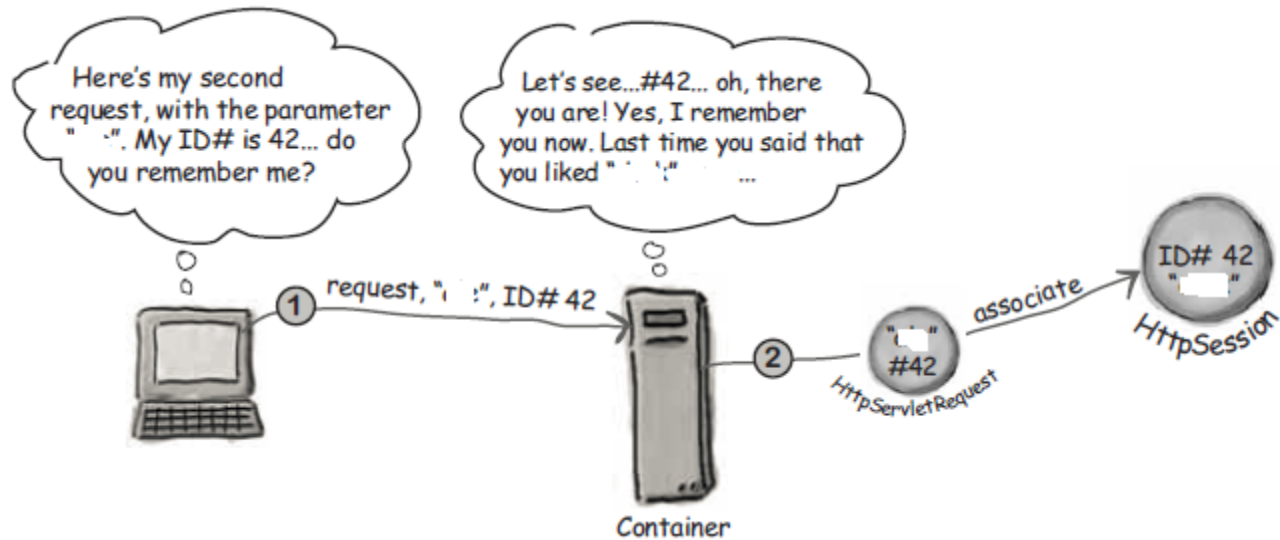 Here's my second
request, with the parameter
" ". My ID# is 42... do
you remember me?
Let's see...#42... oh, there
you are! Yes, I remember
you now. Last time you said that
you liked " " ...
1
request, " ", ID# 42
2
" "
#42
HttpServletRequest
associate
ID# 42
" "
HttpSession
Container